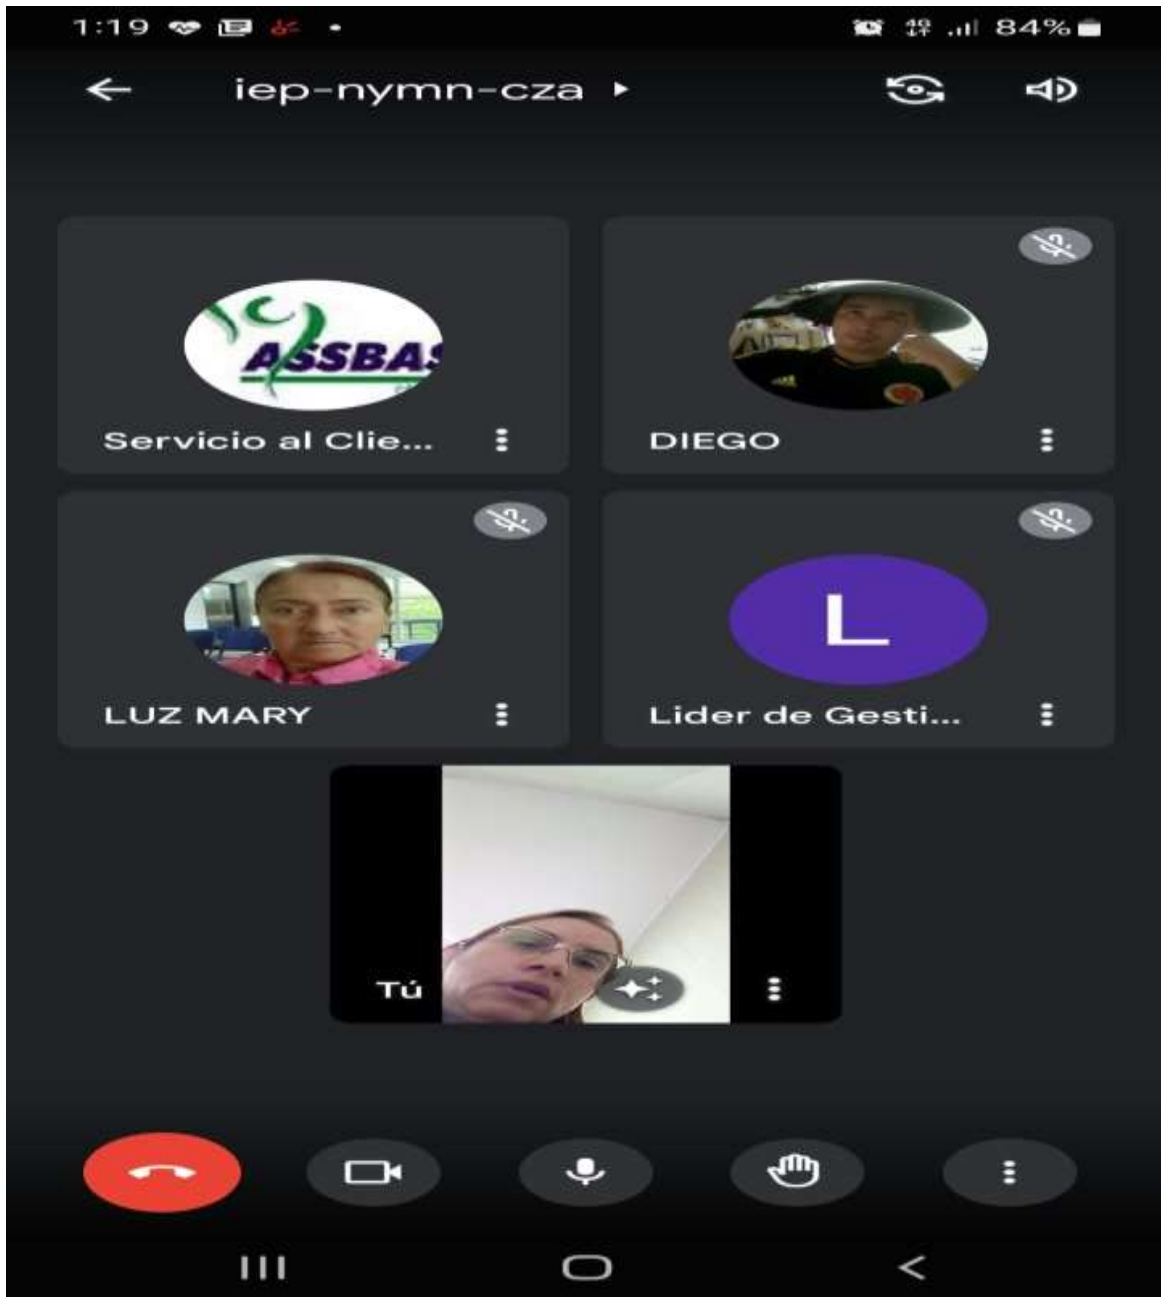 1:19 84%
iep-nymn-cza
ASSBAS
Servicio al Clie...
DIEGO
LUZ MARY
L
Lider de Gesti...
Tú